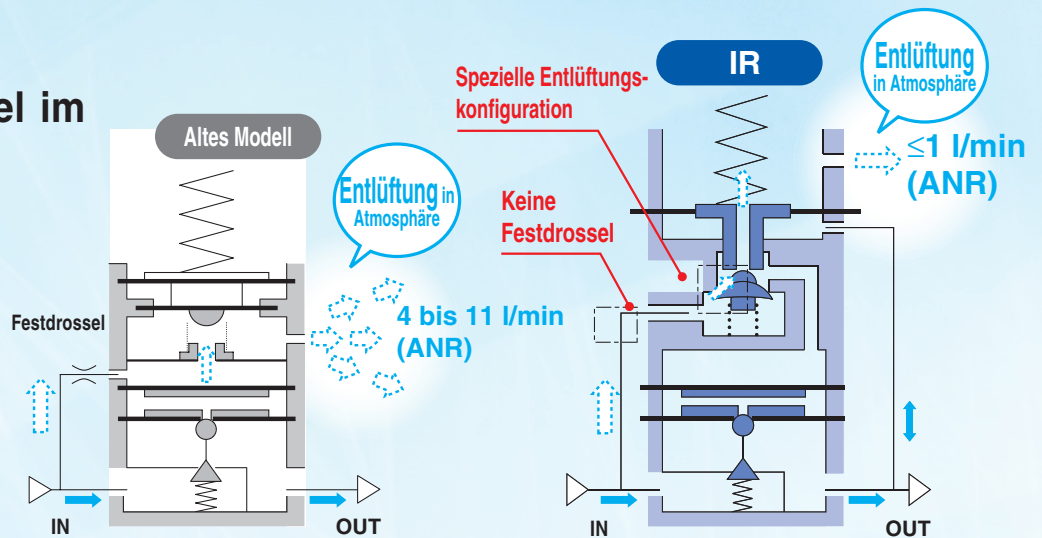 el im
Altes Modell
Entlüftung in
Atmosphäre
Festdrossel
4 bis 11 l/min
(ANR)
IN
OUT
IR
Spezielle Entlüftungs-
konfiguration
Keine
Festdrossel
Entlüftung
in Atmosphäre
≤1 l/min
(ANR)
IN
OUT